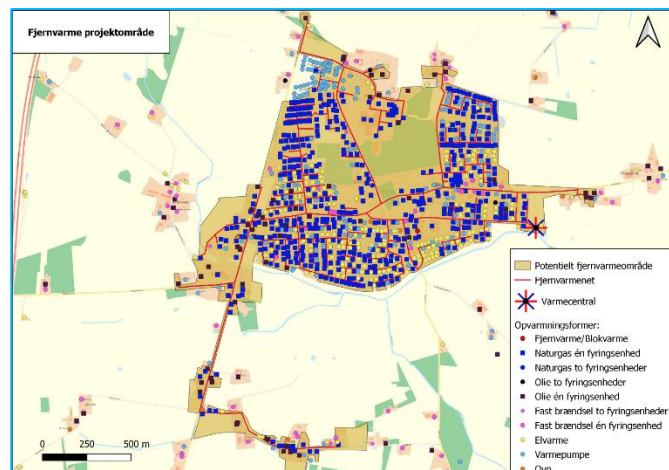 Fjernvarme projektområde
Potentielt fjernvarmeområde
Fjernvarmenet
Varmecentral
Opvarmningsformer:
Fjernvarme/Blokvarme
Naturgas én fyringsenhed
Naturgas to fyringsenheder
Olie to fyringsenheder
Olie én fyringsenhed
Fast brændsel to fyringsenheder
Fast brændsel én fyringsenhed
Elvarme
Varmepumpe
Ovn
0 250 500 m